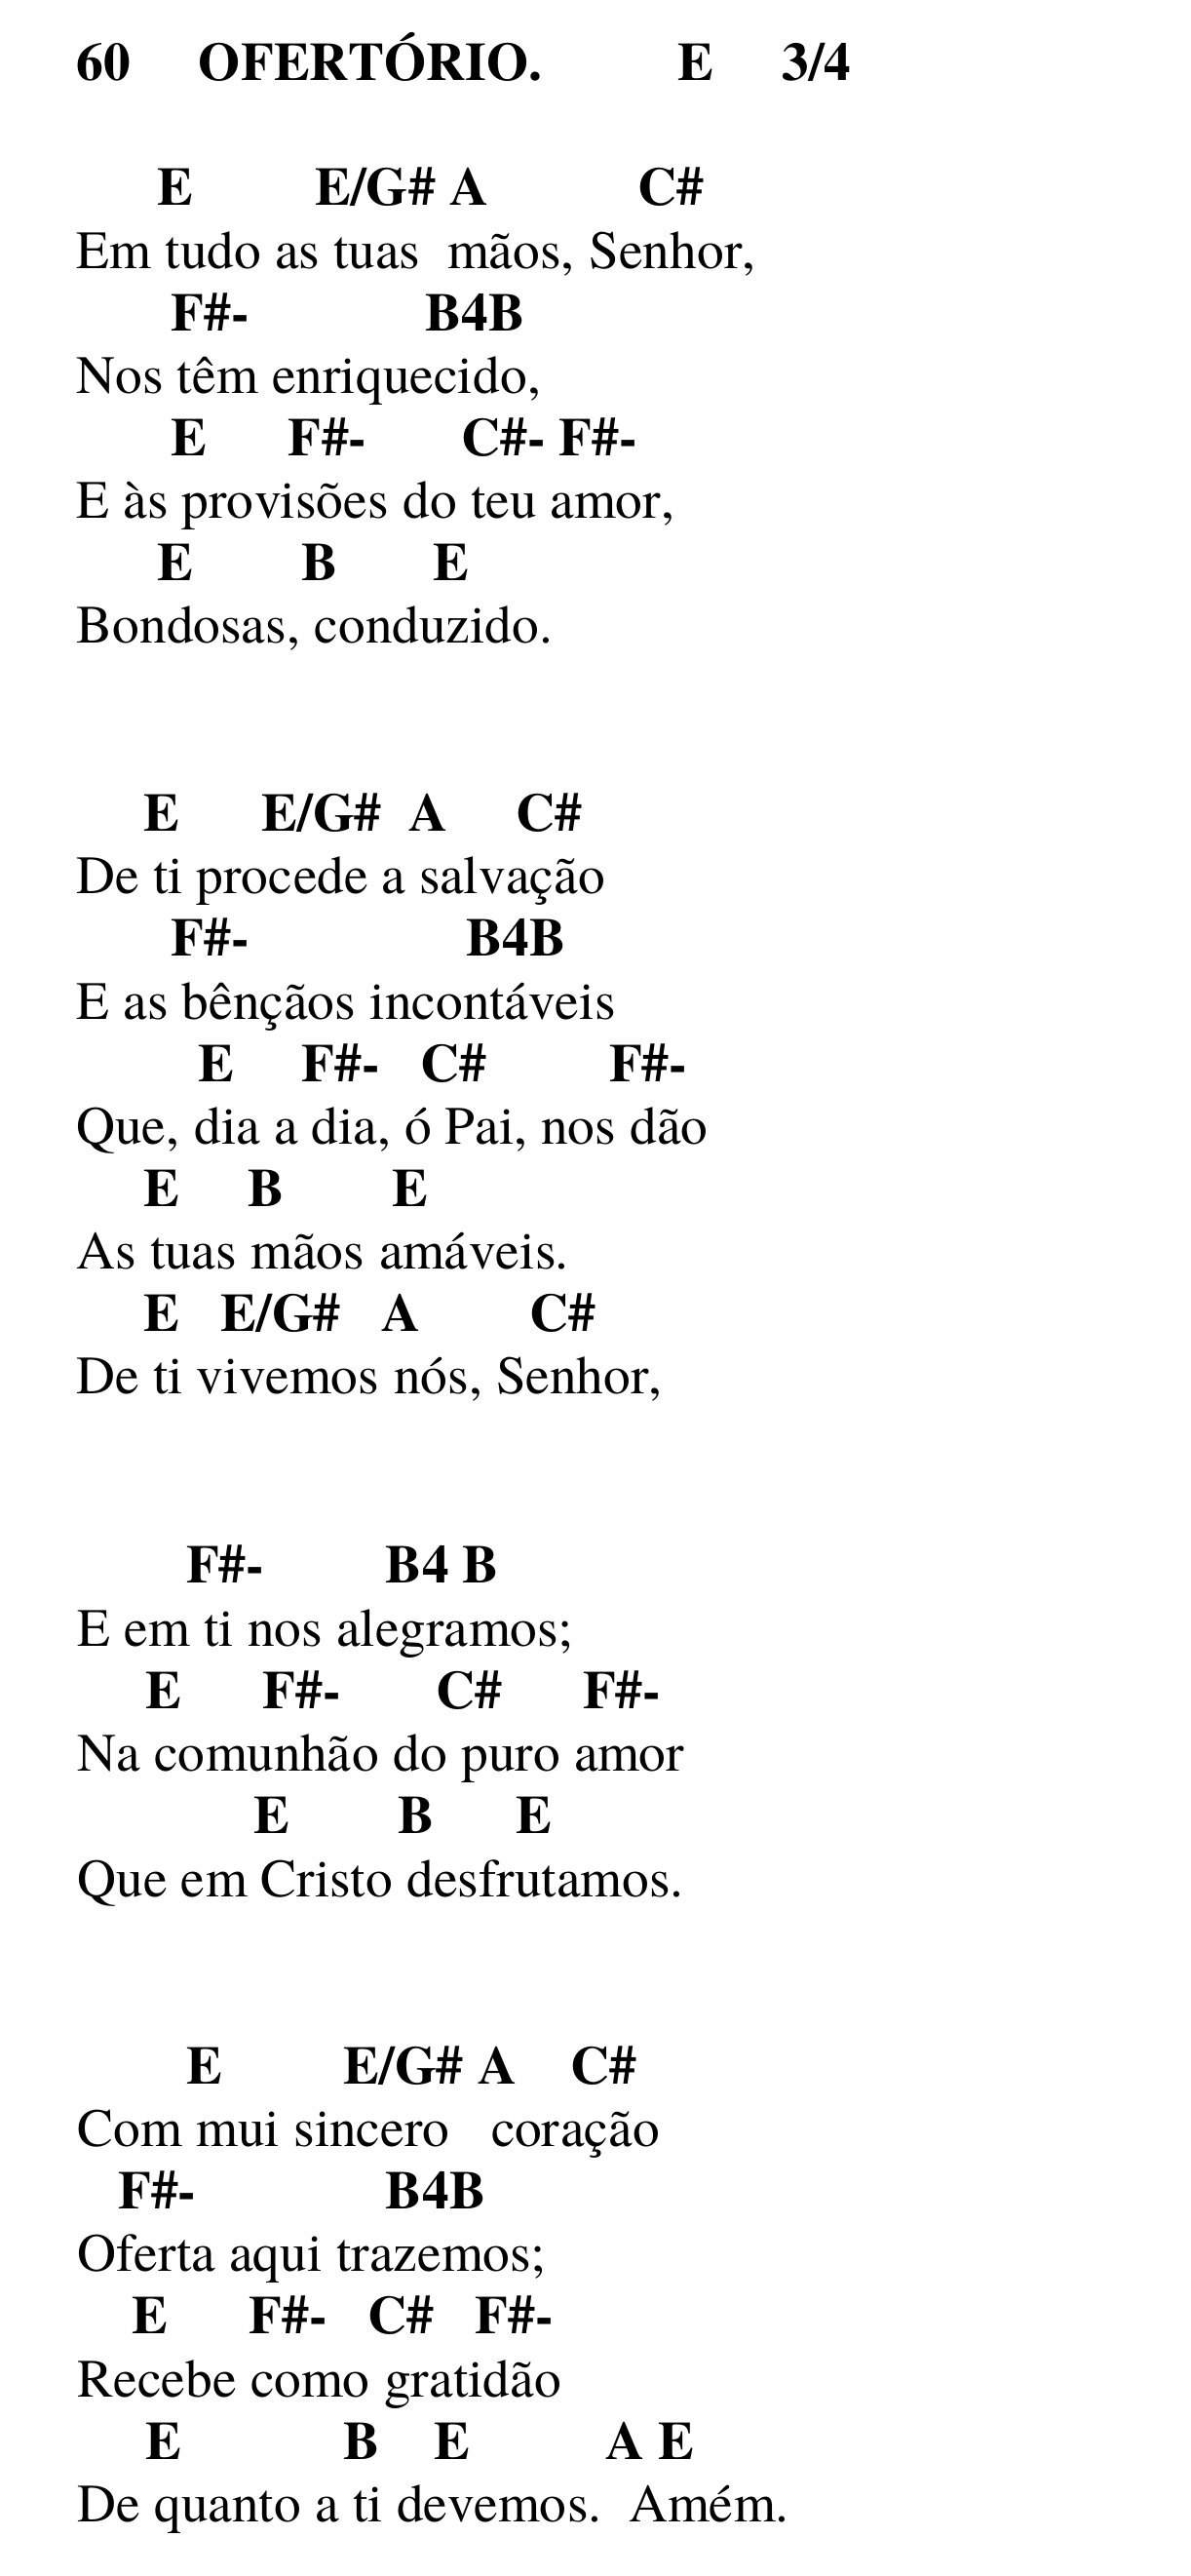 60     OFERTÓRIO.          E     3/4
      E         E/G# A           C#
Em tudo as tuas  mãos, Senhor,
       F#-             B4B
Nos têm enriquecido,
       E      F#-       C#- F#-
E às provisões do teu amor,
      E        B       E
Bondosas, conduzido.
     E      E/G#  A     C#
De ti procede a salvação
       F#-                B4B
E as bênçãos incontáveis
         E     F#-   C#         F#-
Que, dia a dia, ó Pai, nos dão
     E     B        E
As tuas mãos amáveis.
     E   E/G#   A        C#
De ti vivemos nós, Senhor,
        F#-         B4 B
E em ti nos alegramos;
     E      F#-       C#      F#-
Na comunhão do puro amor
             E        B      E
Que em Cristo desfrutamos.
        E         E/G# A    C#
Com mui sincero   coração
   F#-              B4B
Oferta aqui trazemos;
    E      F#-   C#   F#-
Recebe como gratidão
     E            B    E          A E
De quanto a ti devemos.  Amém.